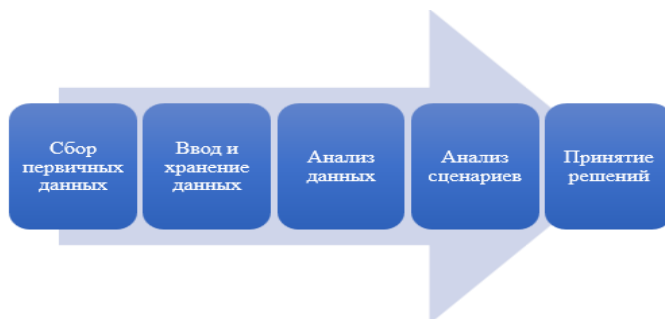 Сбор
первичных
данных
Ввод и
хранение
данных
Анализ
данных
Анализ
сценариев
Принятие
решений